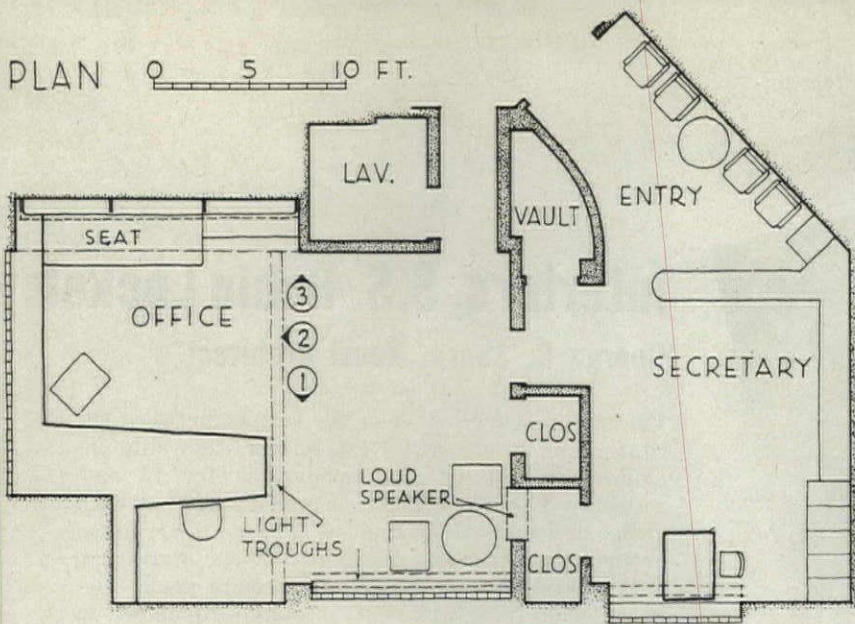 PLAN 0 5 10 FT.
LAV.
VAULT
ENTRY
SEAT
3
OFFICE
2
SECRETARY
1
CLOS
LOUD
SPEAKER
LIGHT
TROUGHS
CLOS